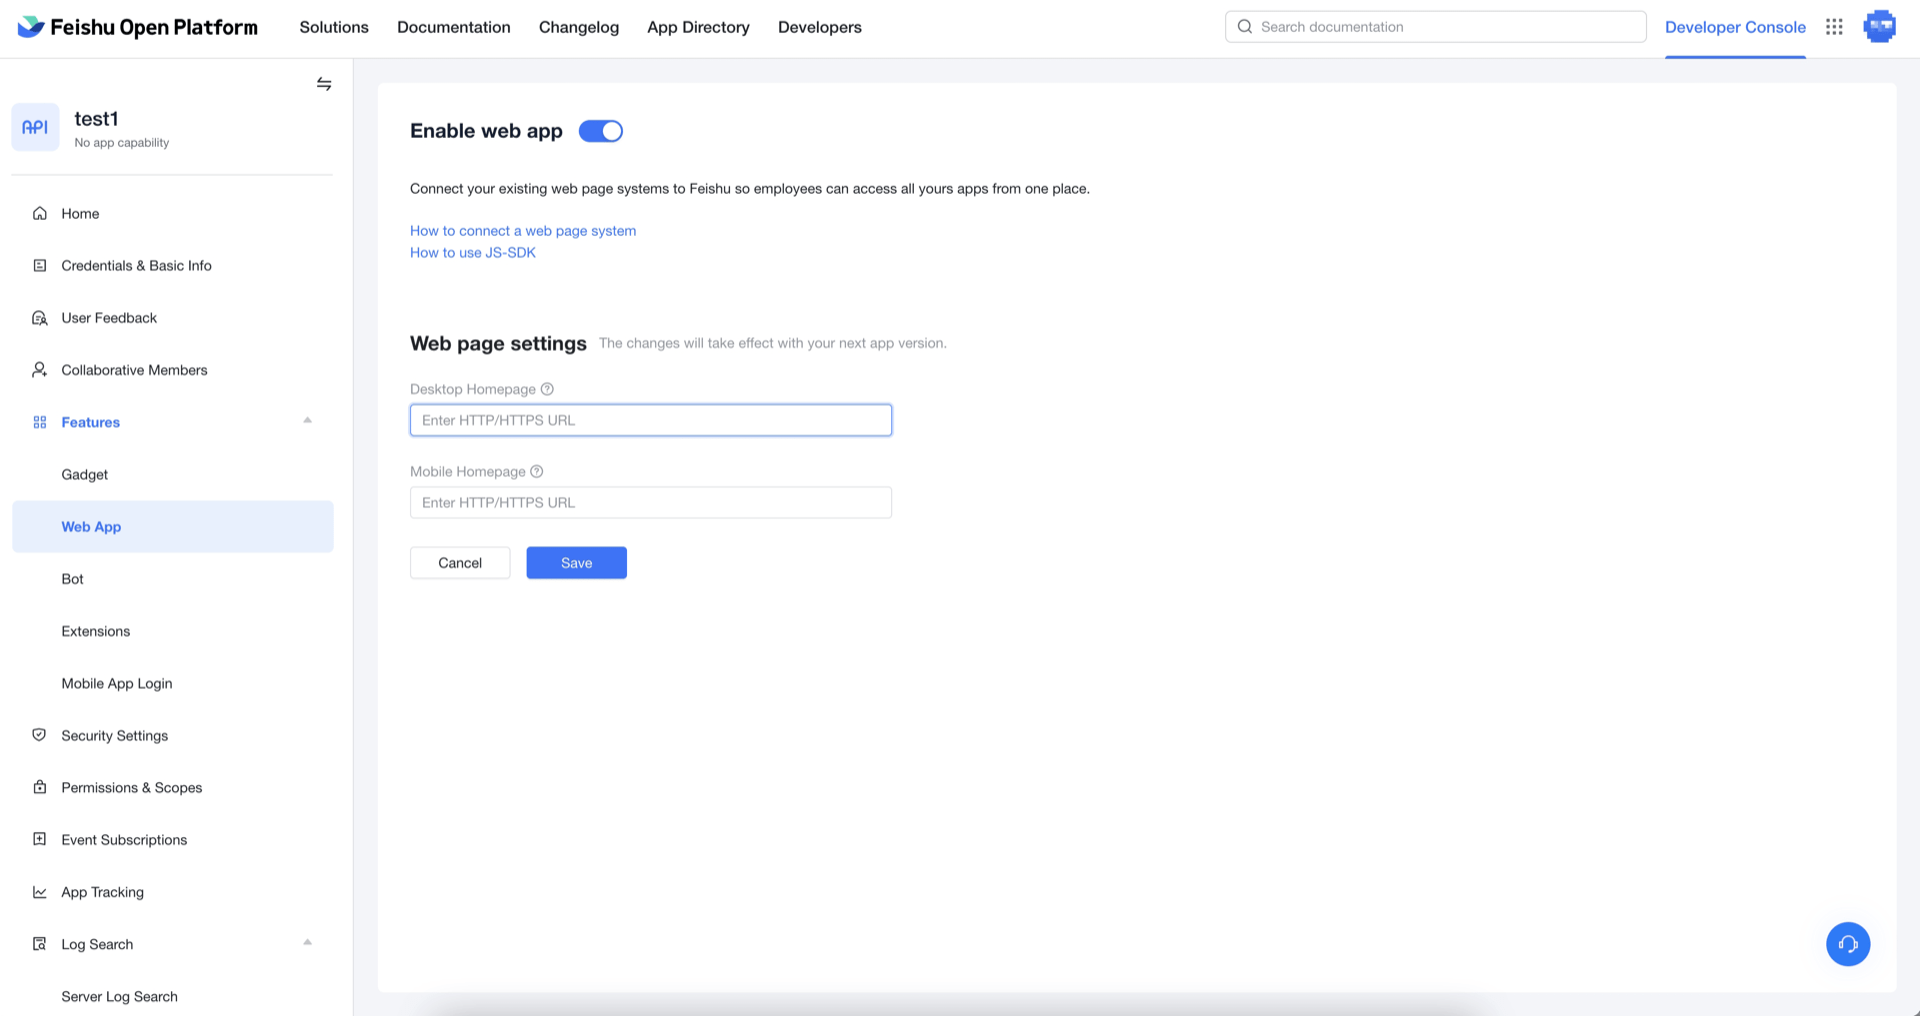 Feishu Open Platform
Solutions
Documentation
Changelog
App Directory
Developers
Search documentation
Developer Console
API
test1
No app capability
Home
Credentials & Basic Info
User Feedback
Collaborative Members
Features
Gadget
Web App
Bot
Extensions
Mobile App Login
Security Settings
Permissions & Scopes
Event Subscriptions
App Tracking
Log Search
Server Log Search
Enable web app
Connect your existing web page systems to Feishu so employees can access all yours apps from one place.
How to connect a web page system
How to use JS-SDK
Web page settings The changes will take effect with your next app version.
Desktop Homepage
Enter HTTP/HTTPS URL
Mobile Homepage
Enter HTTP/HTTPS URL
Cancel
Save